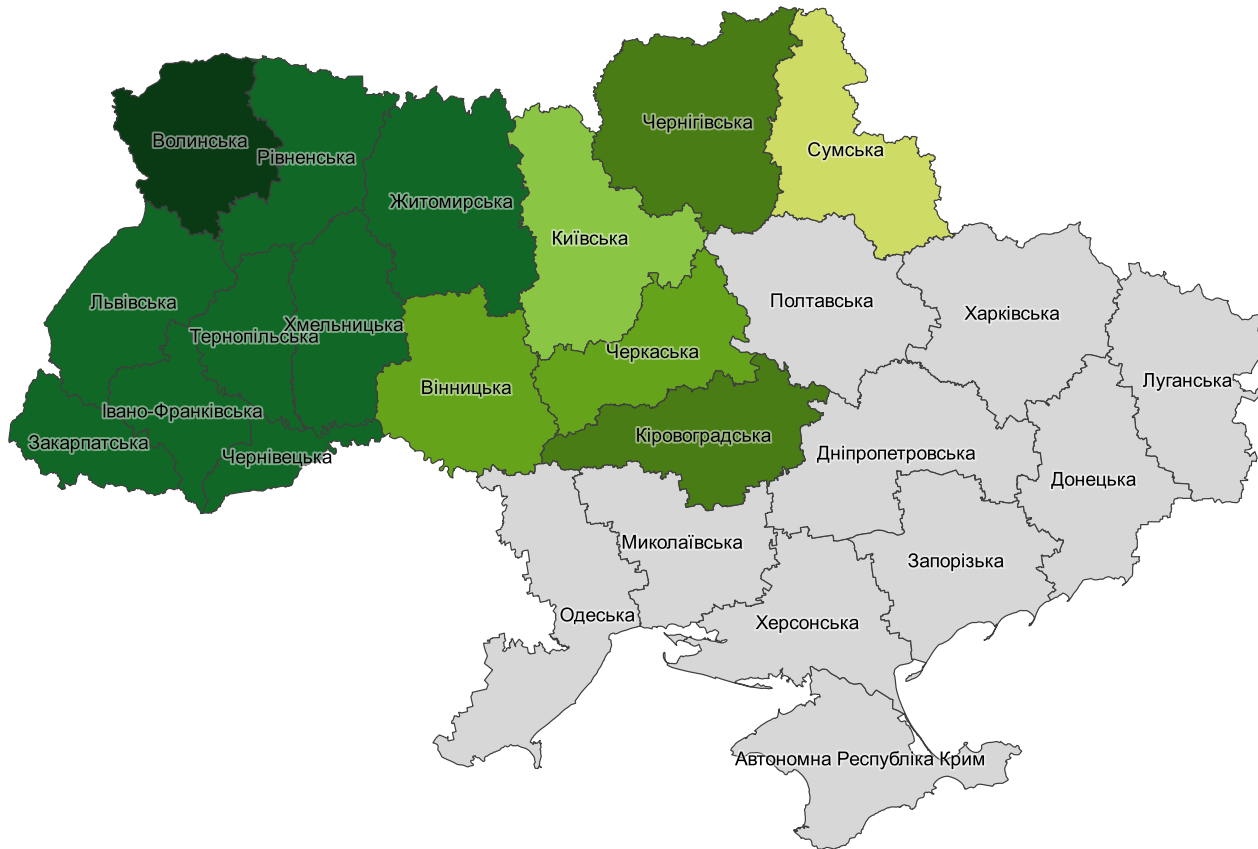 Чернігівська
Волинська
Сумська
Рівненська
Житомирська
Київська
Львівська
Полтавська
Харківська
Тернопільська
Хмельницька
Черкаська
Луганська
Вінницька
Івано-Франківська
Закарпатська
Кіровоградська
Чернівецька
Дніпропетровська
Донецька
Миколаївська
Запорізька
Одеська
Херсонська
Автономна Республіка Крим